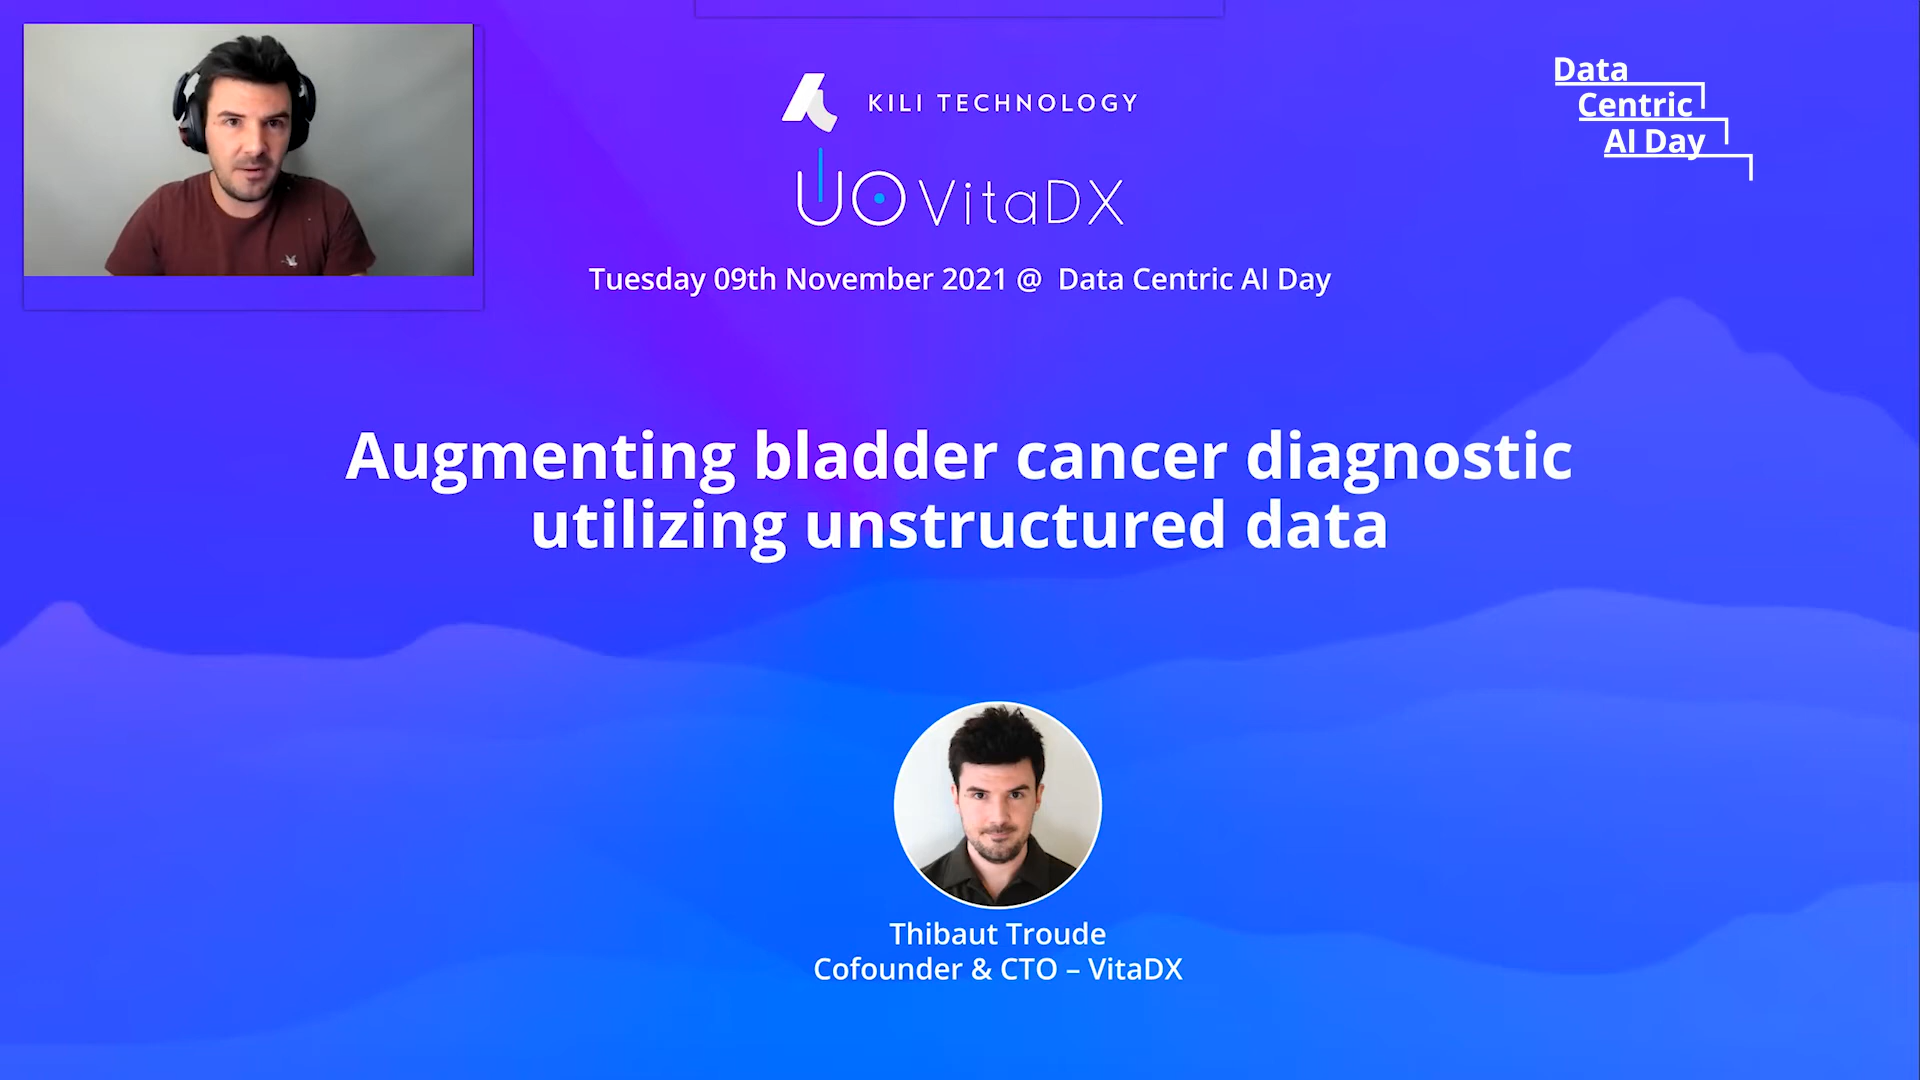 KILI TECHNOLOGY
VitaDX
Data
Centric
AI Day
Tuesday 09th November 2021 @ Data Centric AI Day
Augmenting bladder cancer diagnostic
utilizing unstructured data
Thibaut Troude
Cofounder & CTO – VitaDX